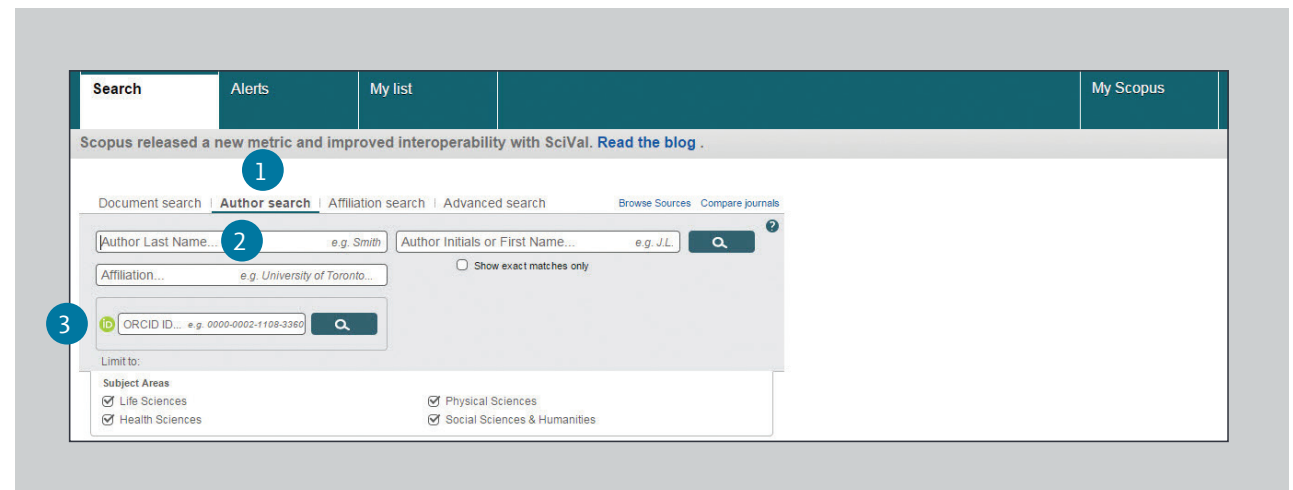 Search Alerts My list My Scopus
Scopus released a new metric and improved interoperability with SciVal. Read the blog .
1
Document search | Author search | Affiliation search | Advanced search Browse Sources Compare journals
?
Author Last Name... 2 e.g. Smith Author Initials or First Name... e.g. J.L.
Affiliation... e.g. University of Toronto... Show exact matches only
3 iD ORCID ID... e.g. 0000-0002-1108-3360
Limit to:
Subject Areas
Life Sciences Physical Sciences
Health Sciences Social Sciences & Humanities